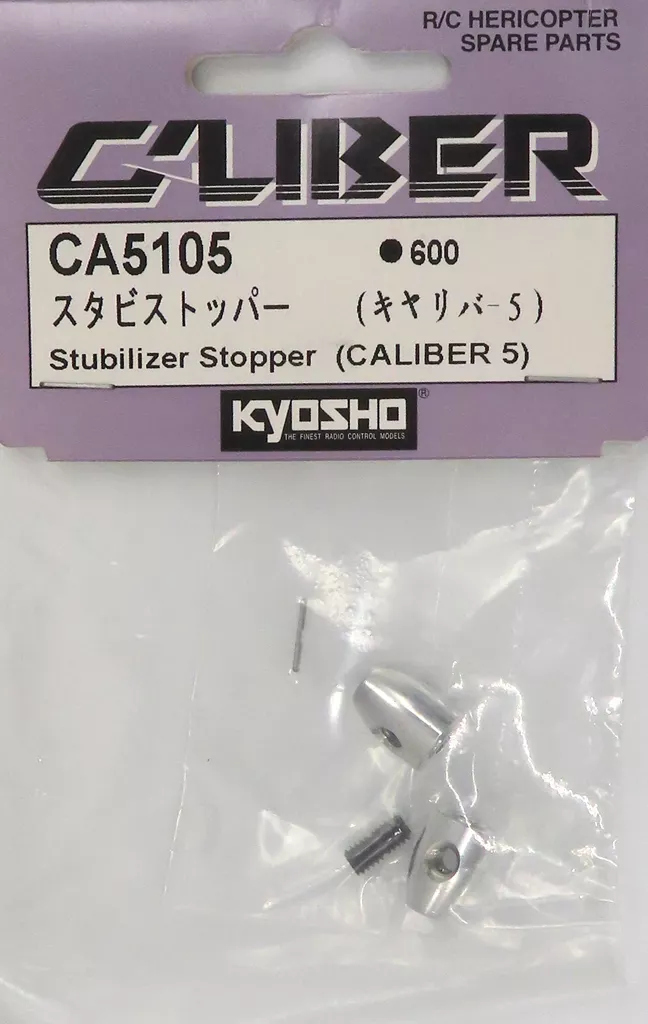 R/C HERICOPTER
SPARE PARTS
CALIBER
CA5105 ●600
スタビストッパー (キャリバー5)
Stubilizer Stopper (CALIBER 5)
KYOSHO®
THE FINEST RADIO CONTROL MODELS